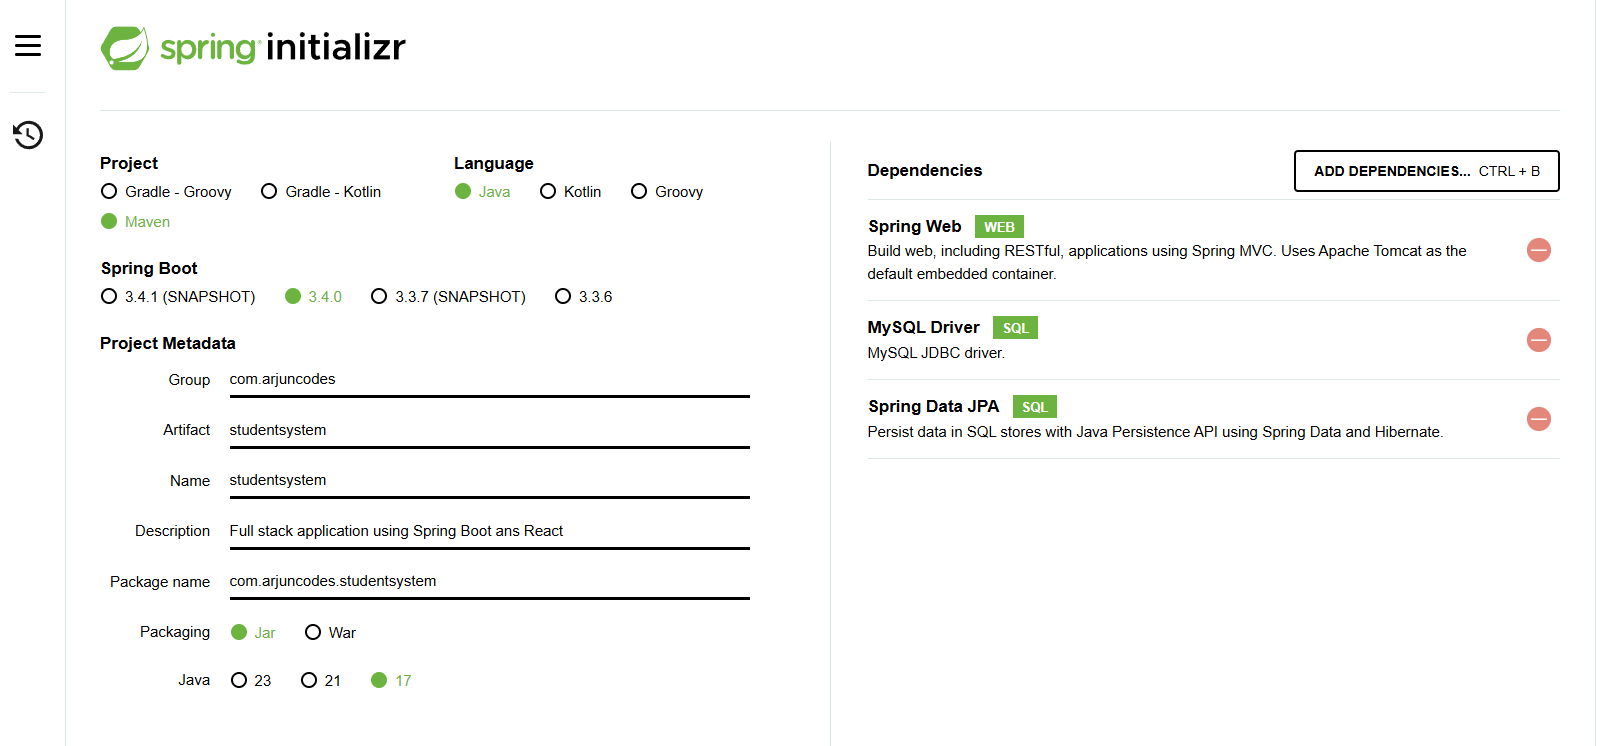 spring initializr
Project
Gradle - Groovy Gradle - Kotlin
Maven
Language
Java Kotlin Groovy
Spring Boot
3.4.1 (SNAPSHOT) 3.4.0 3.3.7 (SNAPSHOT) 3.3.6
Project Metadata
Group com.arjuncodes
Artifact studentsystem
Name studentsystem
Description Full stack application using Spring Boot ans React
Package name com.arjuncodes.studentsystem
Packaging Jar War
Java 23 21 17
Dependencies
ADD DEPENDENCIES... CTRL + B
Spring Web WEB
Build web, including RESTful, applications using Spring MVC. Uses Apache Tomcat as the
default embedded container.
MySQL Driver SQL
MySQL JDBC driver.
Spring Data JPA SQL
Persist data in SQL stores with Java Persistence API using Spring Data and Hibernate.